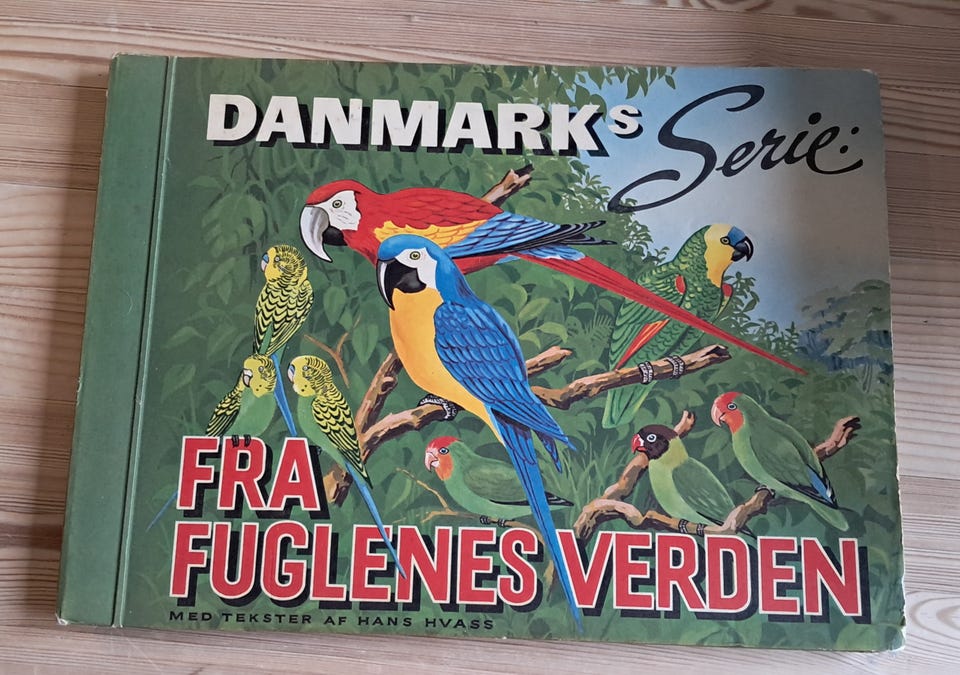 DANMARKs Serie:
FRA
FUGLENES VERDEN
MED TEKSTER AF HANS HVASS